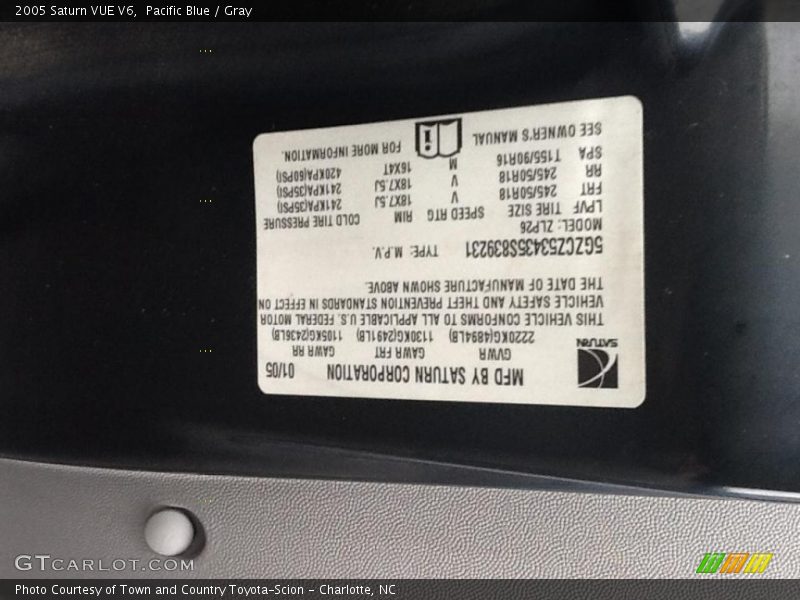 2005 Saturn VUE V6,  Pacific Blue / Gray
SATURN
MFD BY SATURN CORPORATION 01/05
GVWR GAWR FRT GAWR RR
2220KG(4894LB) 1130KG(2491LB) 1105KG(2436LB)
THIS VEHICLE CONFORMS TO ALL APPLICABLE U.S. FEDERAL MOTOR
VEHICLE SAFETY AND THEFT PREVENTION STANDARDS IN EFFECT ON
THE DATE OF MANUFACTURE SHOWN ABOVE.
5GZCZ53435S839231 TYPE: M.P.V.
MODEL: ZLP26
LPVF TIRE SIZE SPEED RTG RIM COLD TIRE PRESSURE
FRT 245/50R18 V 18X7.5J 241KPA(35PSI)
RR 245/50R18 V 18X7.5J 241KPA(35PSI)
SPA T155/90R16 M 16X4T 420KPA(60PSI)
SEE OWNER'S MANUAL FOR MORE INFORMATION.
GTCARLOT.COM
Photo Courtesy of Town and Country Toyota-Scion - Charlotte, NC